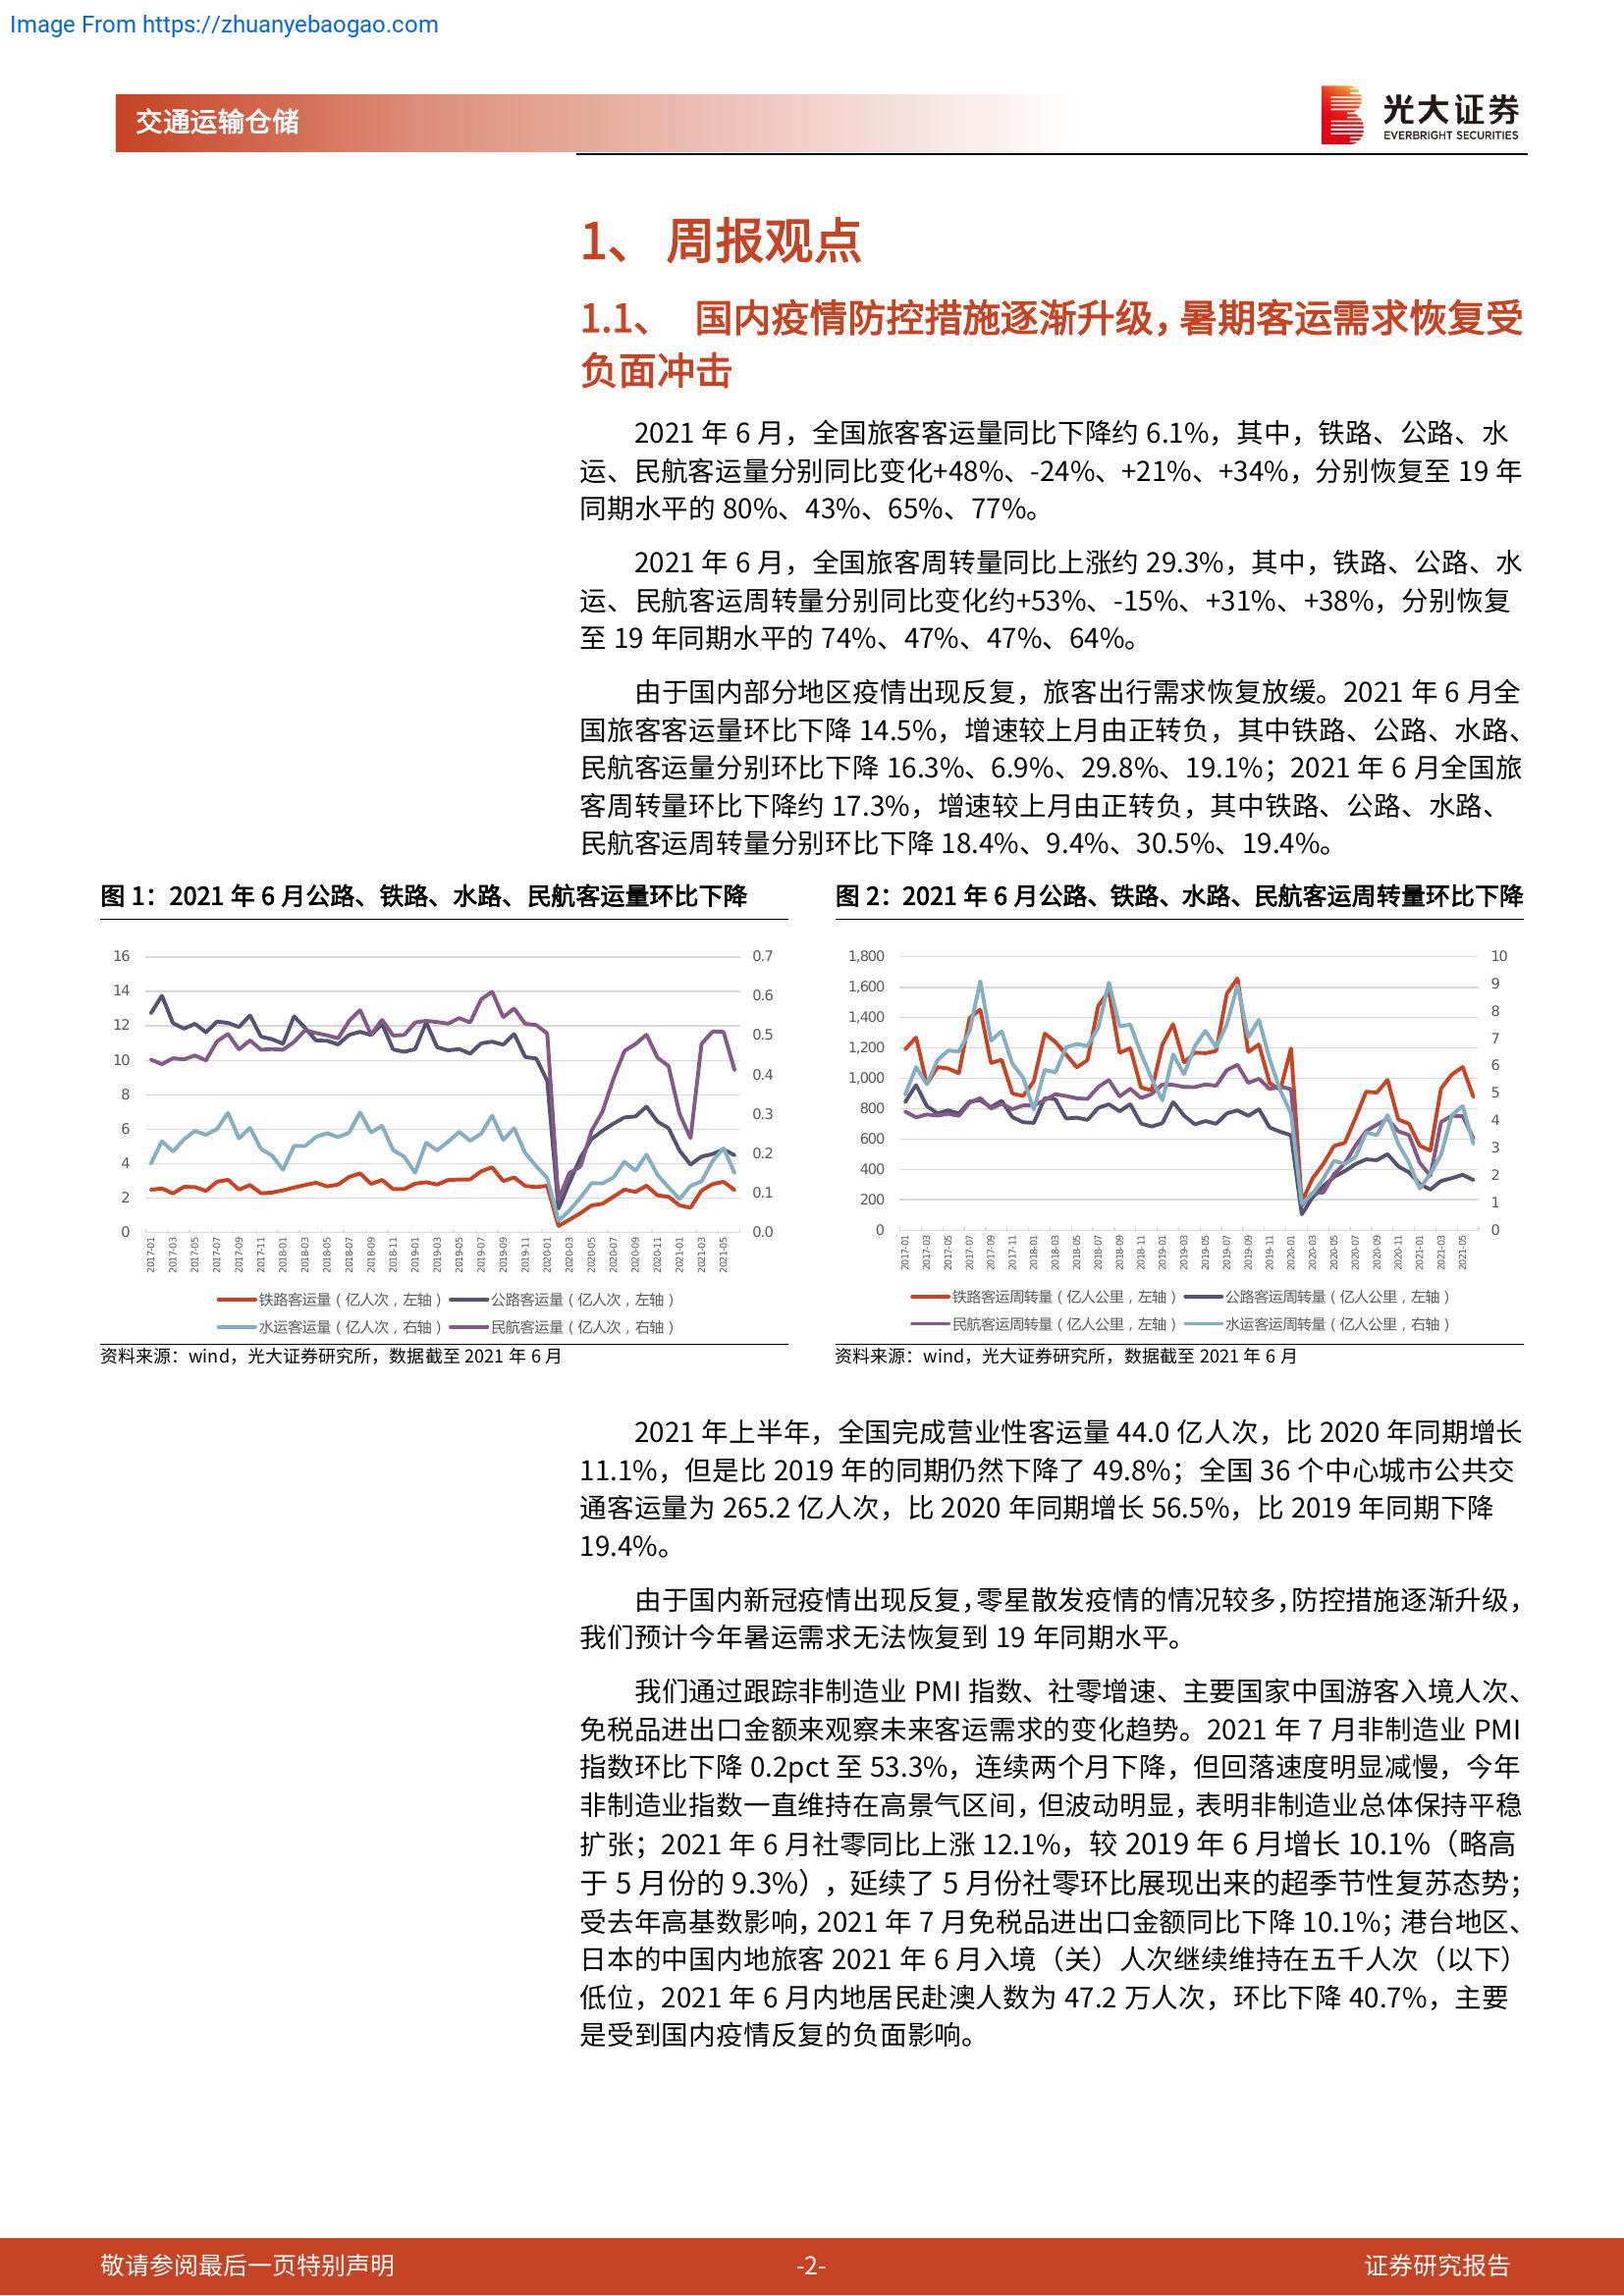 Image From https://zhuanyebaogao.com
交通运输仓储
光大证券
EVERBRIGHT SECURITIES
1、 周报观点
1.1、 国内疫情防控措施逐渐升级，暑期客运需求恢复受
负面冲击
2021 年 6 月，全国旅客客运量同比下降约 6.1%，其中，铁路、公路、水
运、民航客运量分别同比变化+48%、-24%、+21%、+34%，分别恢复至 19 年
同期水平的 80%、43%、65%、77%。
2021 年 6 月，全国旅客周转量同比上涨约 29.3%，其中，铁路、公路、水
运、民航客运周转量分别同比变化约+53%、-15%、+31%、+38%，分别恢复
至 19 年同期水平的 74%、47%、47%、64%。
由于国内部分地区疫情出现反复，旅客出行需求恢复放缓。2021 年 6 月全
国旅客客运量环比下降 14.5%，增速较上月由正转负，其中铁路、公路、水路、
民航客运量分别环比下降 16.3%、6.9%、29.8%、19.1%；2021 年 6 月全国旅
客周转量环比下降约 17.3%，增速较上月由正转负，其中铁路、公路、水路、
民航客运周转量分别环比下降 18.4%、9.4%、30.5%、19.4%。
图 1：2021 年 6 月公路、铁路、水路、民航客运量环比下降
16
14
12
10
8
6
4
2
0
0.7
0.6
0.5
0.4
0.3
0.2
0.1
0.0
2017-01
2017-03
2017-05
2017-07
2017-09
2017-11
2018-01
2018-03
2018-05
2018-07
2018-09
2018-11
2019-01
2019-03
2019-05
2019-07
2019-09
2019-11
2020-01
2020-03
2020-05
2020-07
2020-09
2020-11
2021-01
2021-03
2021-05
铁路客运量（亿人次，左轴） 公路客运量（亿人次，左轴）
水运客运量（亿人次，右轴） 民航客运量（亿人次，右轴）
资料来源：wind，光大证券研究所，数据截至 2021 年 6 月
图 2：2021 年 6 月公路、铁路、水路、民航客运周转量环比下降
1,800
1,600
1,400
1,200
1,000
800
600
400
200
0
10
9
8
7
6
5
4
3
2
1
0
2017-01
2017-03
2017-05
2017-07
2017-09
2017-11
2018-01
2018-03
2018-05
2018-07
2018-09
2018-11
2019-01
2019-03
2019-05
2019-07
2019-09
2019-11
2020-01
2020-03
2020-05
2020-07
2020-09
2020-11
2021-01
2021-03
2021-05
铁路客运周转量（亿人公里，左轴） 公路客运周转量（亿人公里，左轴）
民航客运周转量（亿人公里，左轴） 水运客运周转量（亿人公里，右轴）
资料来源：wind，光大证券研究所，数据截至 2021 年 6 月
2021 年上半年，全国完成营业性客运量 44.0 亿人次，比 2020 年同期增长
11.1%，但是比 2019 年的同期仍然下降了 49.8%；全国 36 个中心城市公共交
通客运量为 265.2 亿人次，比 2020 年同期增长 56.5%，比 2019 年同期下降
19.4%。
由于国内新冠疫情出现反复，零星散发疫情的情况较多，防控措施逐渐升级，
我们预计今年暑运需求无法恢复到 19 年同期水平。
我们通过跟踪非制造业 PMI 指数、社零增速、主要国家中国游客入境人次、
免税品进出口金额来观察未来客运需求的变化趋势。2021 年 7 月非制造业 PMI
指数环比下降 0.2pct 至 53.3%，连续两个月下降，但回落速度明显减慢，今年
非制造业指数一直维持在高景气区间，但波动明显，表明非制造业总体保持平稳
扩张；2021 年 6 月社零同比上涨 12.1%，较 2019 年 6 月增长 10.1%（略高
于 5 月份的 9.3%），延续了 5 月份社零环比展现出来的超季节性复苏态势；
受去年高基数影响，2021 年 7 月免税品进出口金额同比下降 10.1%；港台地区、
日本的中国内地旅客 2021 年 6 月入境（关）人次继续维持在五千人次（以下）
低位，2021 年 6 月内地居民赴澳人数为 47.2 万人次，环比下降 40.7%，主要
是受到国内疫情反复的负面影响。
敬请参阅最后一页特别声明
-2-
证券研究报告